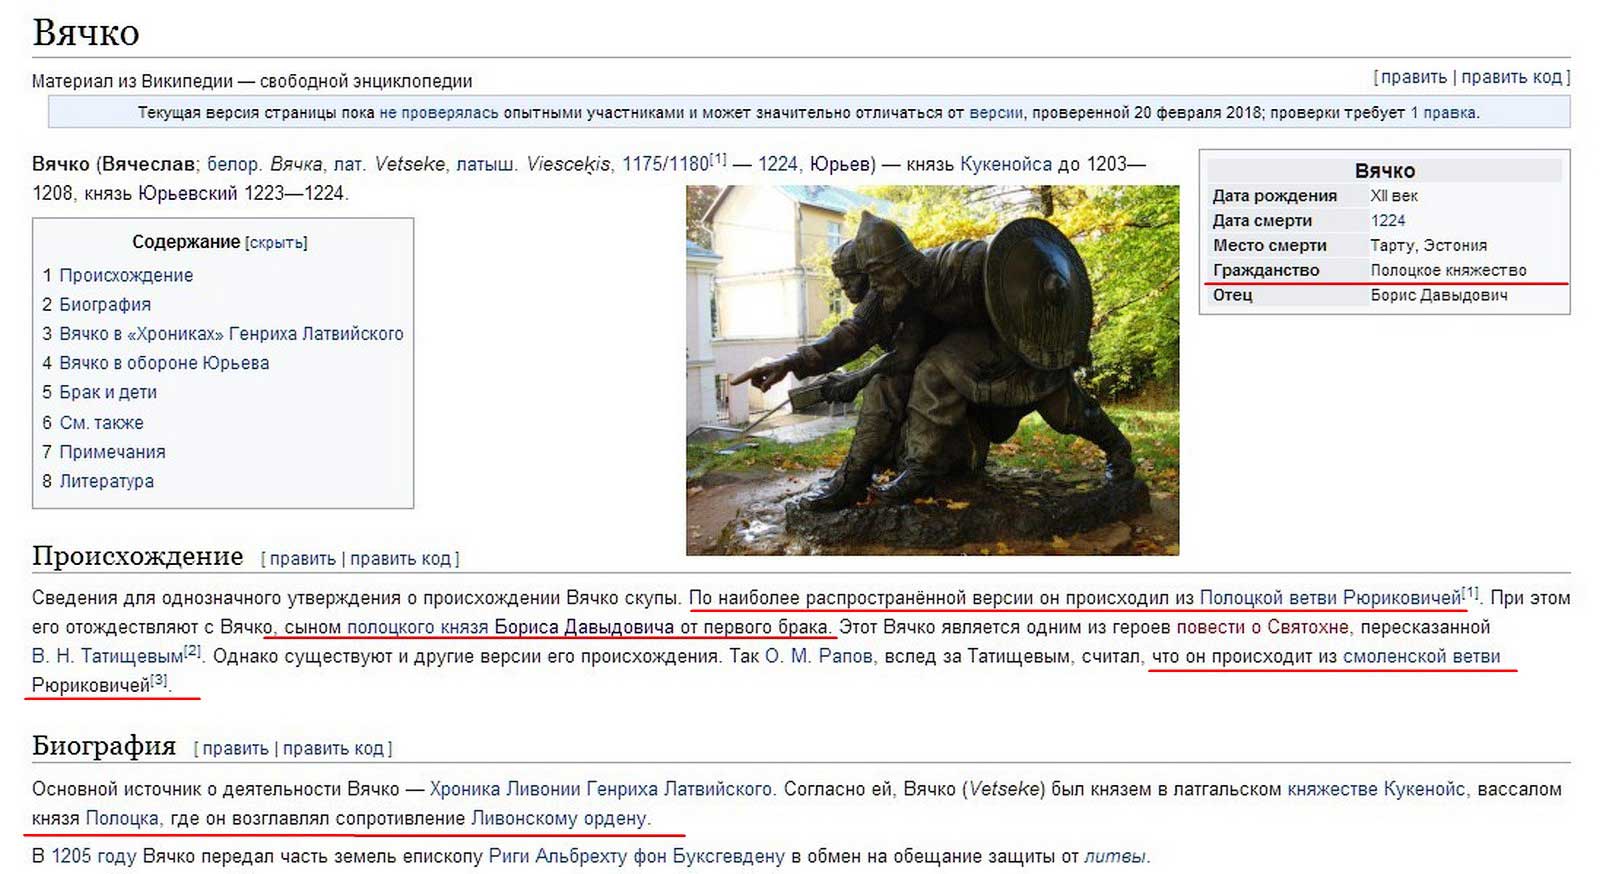 Вячко
Материал из Википедии — свободной энциклопедии
[ править | править код ]
Текущая версия страницы пока не проверялась опытными участниками и может значительно отличаться от версии, проверенной 20 февраля 2018; проверки требует 1 правка.
Вячко (Вячеслав; белор. Вячка, лат. Vetseke, латыш. Viesceķis, 1175/1180[1] — 1224, Юрьев) — князь Кукенойса до 1203—
1208, князь Юрьевский 1223—1224.
Вячко
Дата рождения XII век
Дата смерти 1224
Место смерти Тарту, Эстония
Гражданство Полоцкое княжество
Отец Борис Давыдович
Содержание [скрыть]
1 Происхождение
2 Биография
3 Вячко в «Хрониках» Генриха Латвийского
4 Вячко в обороне Юрьева
5 Брак и дети
6 См. также
7 Примечания
8 Литература
Происхождение [ править | править код ]
Сведения для однозначного утверждения о происхождении Вячко скупы. По наиболее распространённой версии он происходил из Полоцкой ветви Рюриковичей[1]. При этом
его отождествляют с Вячко, сыном полоцкого князя Бориса Давыдовича от первого брака. Этот Вячко является одним из героев повести о Святохне, пересказанной
В. Н. Татищевым[2]. Однако существуют и другие версии его происхождения. Так О. М. Рапов, вслед за Татищевым, считал, что он происходит из смоленской ветви
Рюриковичей[3].
Биография [ править | править код ]
Основной источник о деятельности Вячко — Хроника Ливонии Генриха Латвийского. Согласно ей, Вячко (Vetseke) был князем в латгальском княжестве Кукенойс, вассалом
князя Полоцка, где он возглавлял сопротивление Ливонскому ордену.
В 1205 году Вячко передал часть земель епископу Риги Альбрехту фон Буксгевдену в обмен на обещание защиты от литвы.